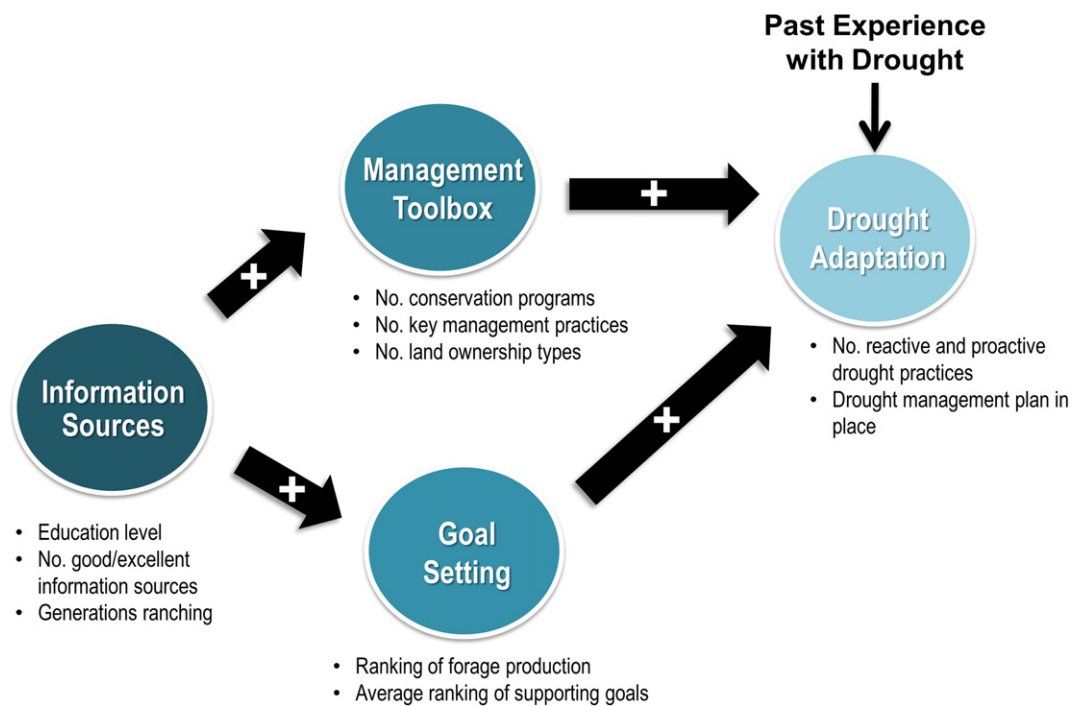 Past Experience
with Drought
Management
Toolbox
+
Drought
Adaptation
+
• No. conservation programs
• No. key management practices
• No. land ownership types
• No. reactive and proactive
drought practices
• Drought management plan in
place
Information
Sources
+
+
• Education level
• No. good/excellent
information sources
• Generations ranching
Goal
Setting
• Ranking of forage production
• Average ranking of supporting goals